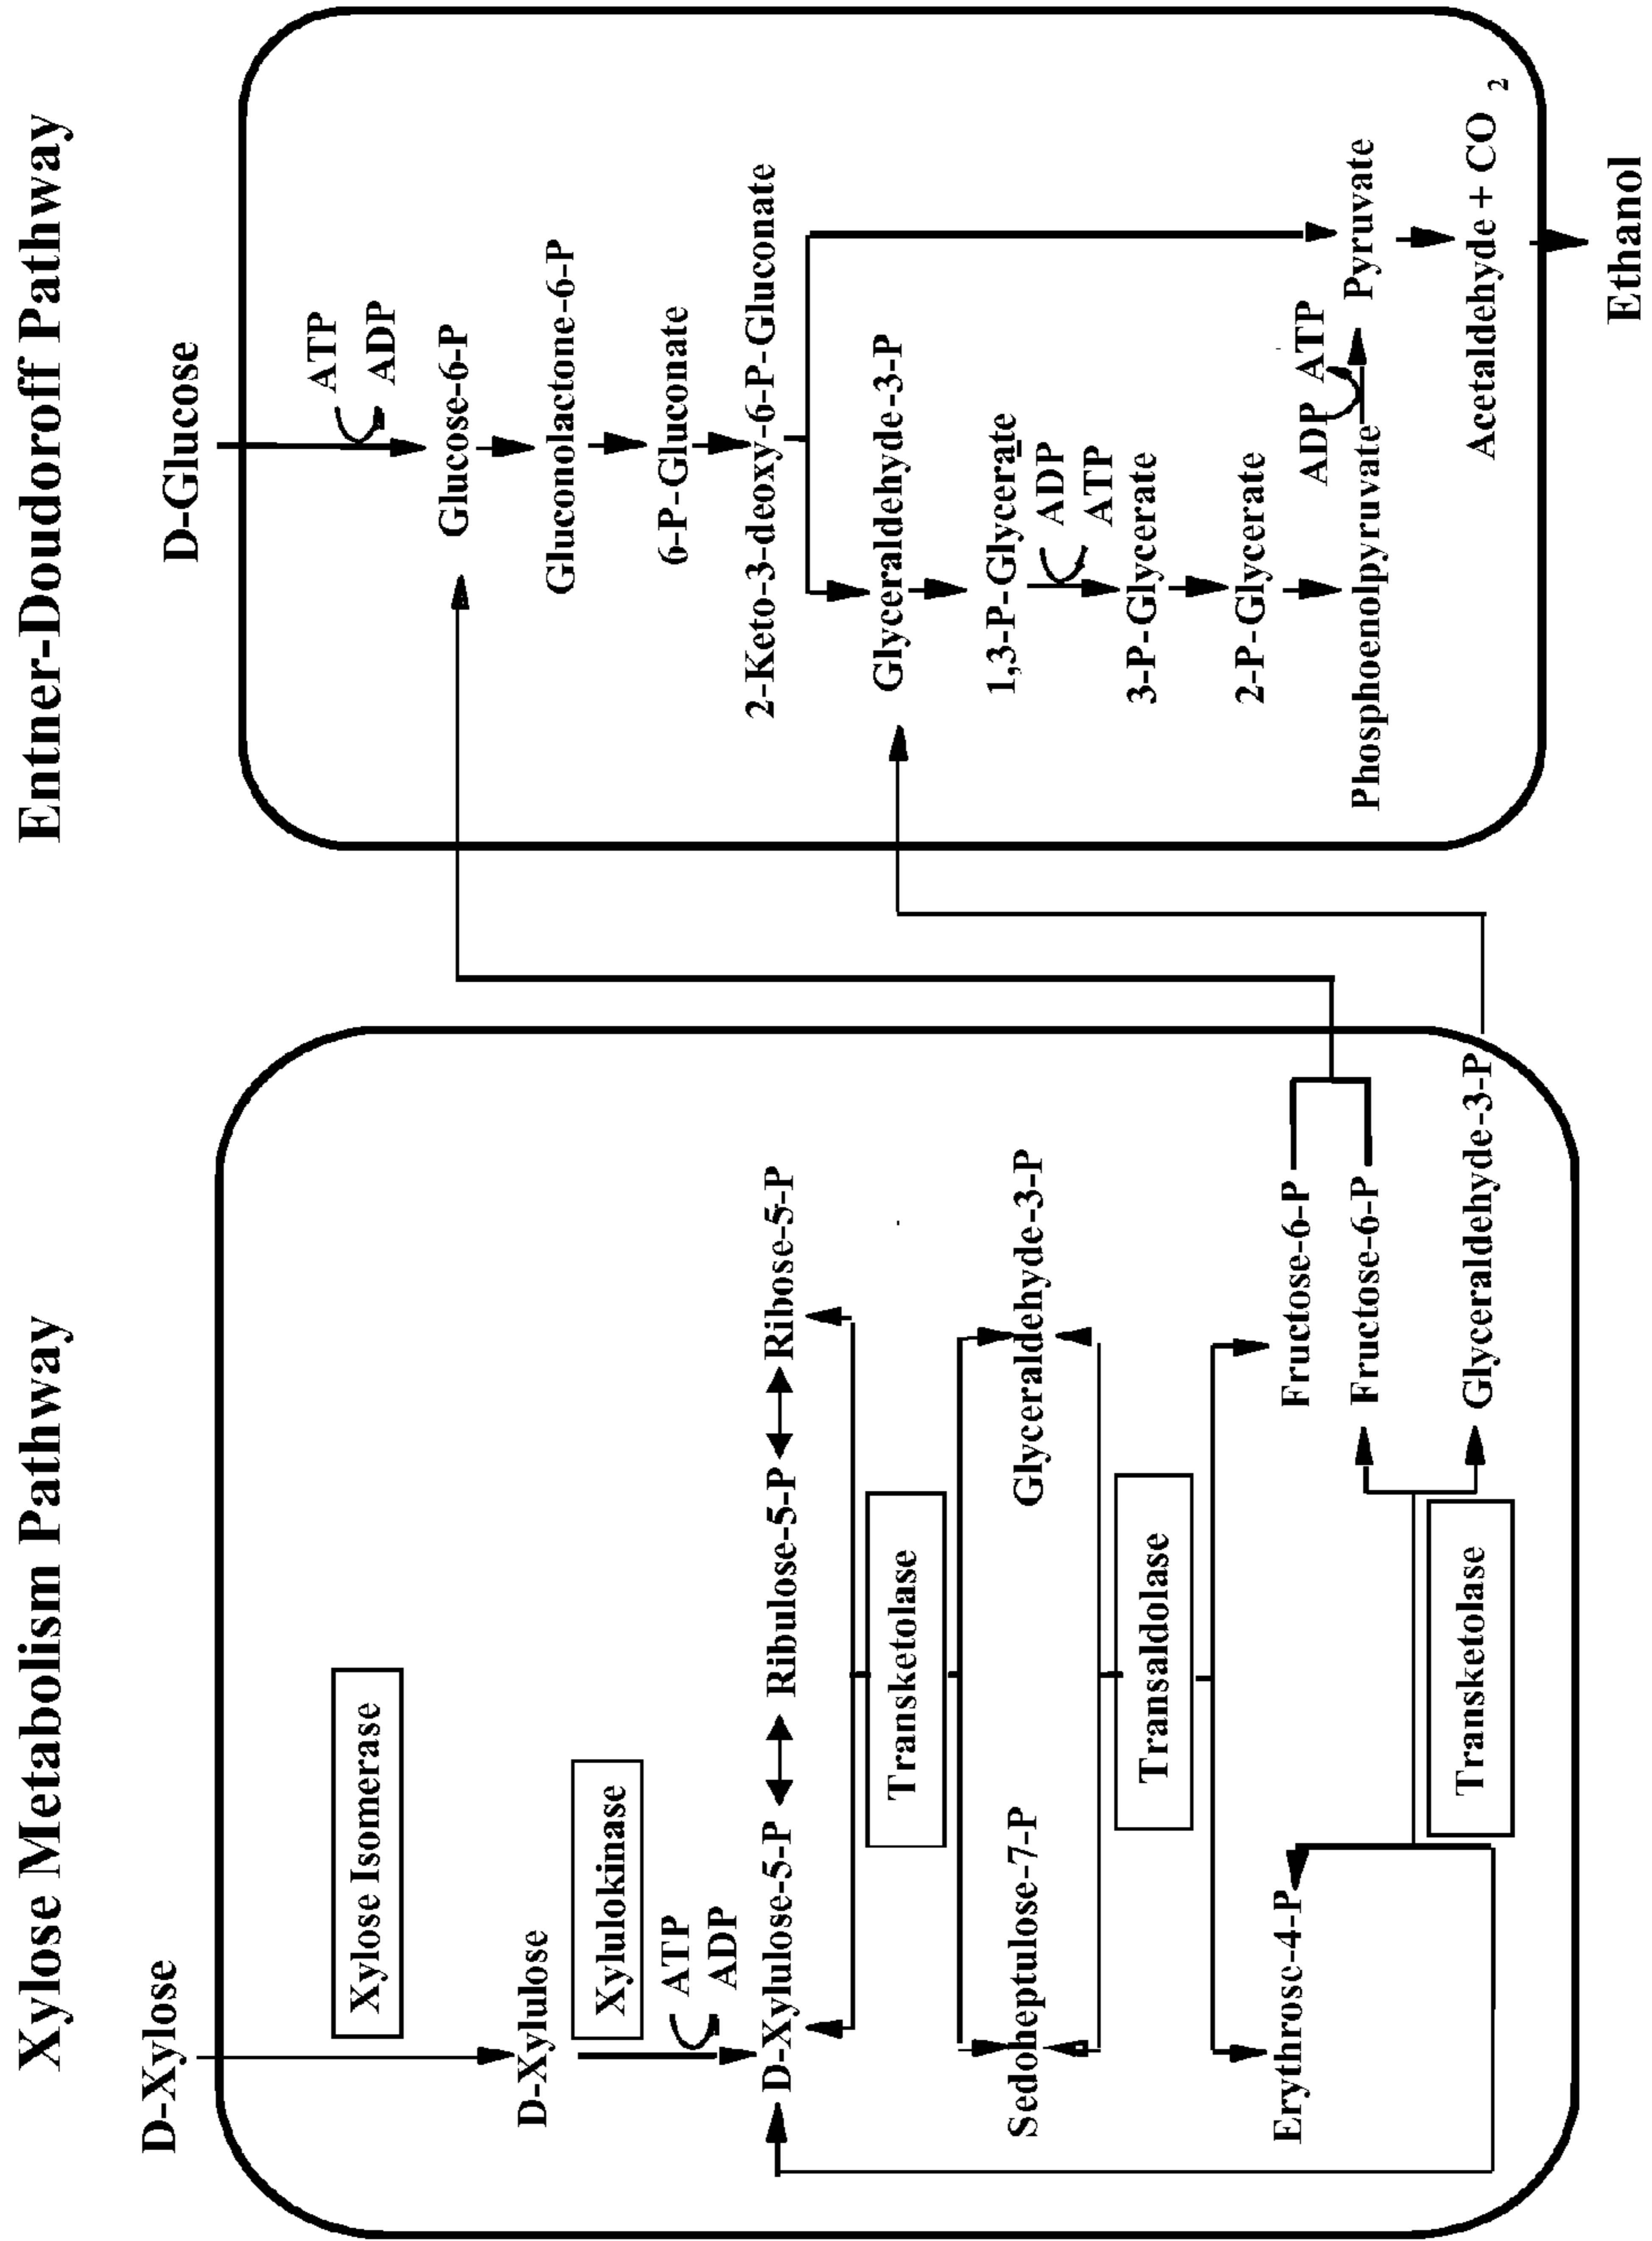 Xylose Metabolism Pathway
D-Xylose
Xylose Isomerase
D-Xylulose
Xylulokinase
ATP
ADP
D-Xylulose-5-P
Ribulose-5-P
Ribose-5-P
Transketolase
Sedoheptulose-7-P
Glyceraldehyde-3-P
Transaldolase
Erythrose-4-P
Fructose-6-P
Fructose-6-P
Transketolase
Glyceraldehyde-3-P
Entner-Doudoroff Pathway
D-Glucose
ATP
ADP
Glucose-6-P
Gluconolactone-6-P
6-P-Gluconate
2-Keto-3-deoxy-6-P-Gluconate
Glyceraldehyde-3-P
1,3-P-Glycerate
ADP
ATP
3-P-Glycerate
2-P-Glycerate
ADP ATP
Phosphoenolpyruvate
Pyruvate
Acetaldehyde + CO 2
Ethanol